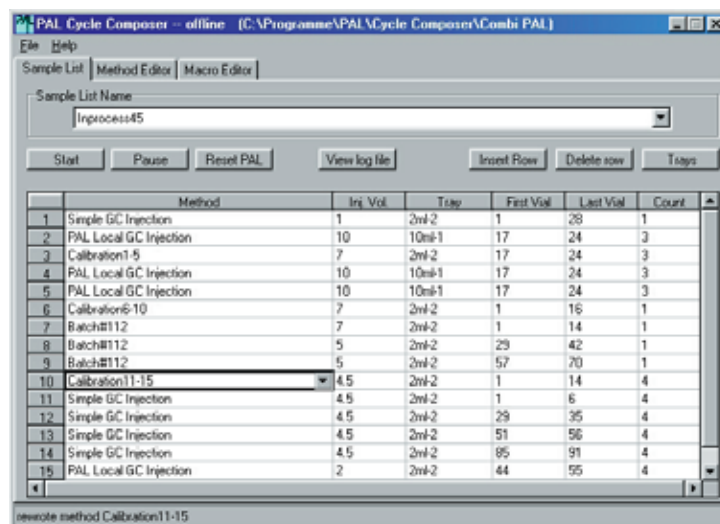 PAL Cycle Composer -- offline (C:\Programme\PAL\Cycle Composer\Combi PAL)
File Help
Sample List Method Editor Macro Editor
Sample List Name
Inprocess45
Start Pause Reset PAL View log file Insert Row Delete row Trays
Method Inj. Vol. Tray First Vial Last Vial Count
1 Simple GC Injection 1 2ml-2 1 28 1
2 PAL Local GC Injection 10 10ml-1 17 24 3
3 Calibration1-5 7 2ml-2 17 24 3
4 PAL Local GC Injection 10 10ml-1 17 24 3
5 PAL Local GC Injection 10 10ml-1 17 24 3
6 Calibration6-10 7 2ml-2 1 16 1
7 Batch#112 7 2ml-2 1 14 1
8 Batch#112 5 2ml-2 29 42 1
9 Batch#112 5 2ml-2 57 70 1
10 Calibration11-15 4.5 2ml-2 1 14 4
11 Simple GC Injection 4.5 2ml-2 1 6 4
12 Simple GC Injection 4.5 2ml-2 29 35 4
13 Simple GC Injection 4.5 2ml-2 51 56 4
14 Simple GC Injection 4.5 2ml-2 85 91 4
15 PAL Local GC Injection 2 2ml-2 44 55 4
rewrote method Calibration11-15